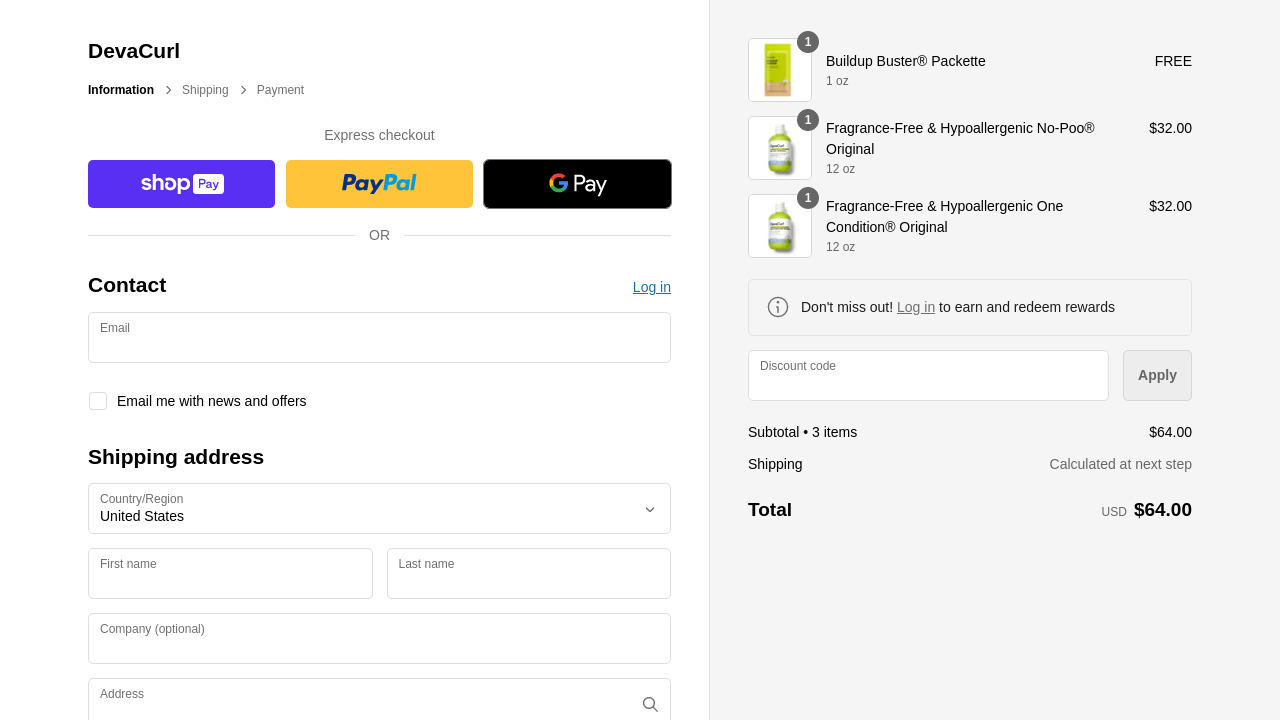 DevaCurl
Information
Shipping
Payment
Express checkout
shop Pay
PayPal
G Pay
OR
Contact
Log in
Email
Email me with news and offers
Shipping address
Country/Region
United States
First name
Last name
Company (optional)
Address
1
Buildup Buster® Packette
FREE
1 oz
1
Fragrance-Free & Hypoallergenic No-Poo®
$32.00
Original
12 oz
1
Fragrance-Free & Hypoallergenic One
$32.00
Condition® Original
12 oz
Don't miss out! Log in to earn and redeem rewards
Discount code
Apply
Subtotal • 3 items
$64.00
Shipping
Calculated at next step
Total
USD $64.00